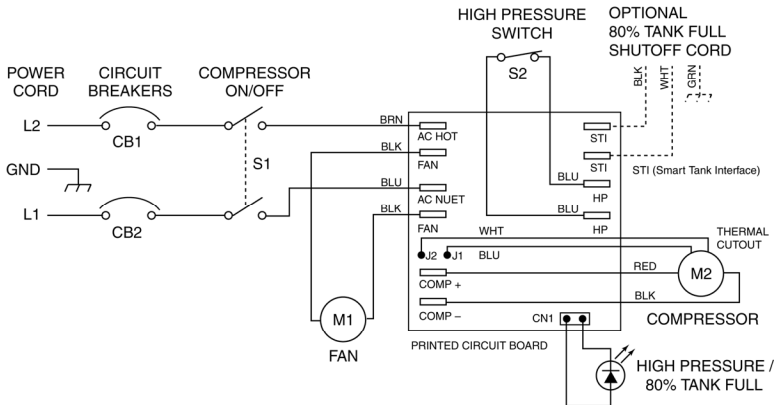 HIGH PRESSURE
SWITCH
S2
OPTIONAL
80% TANK FULL
SHUTOFF CORD
BLK
WHT
GRN
POWER
CORD
CIRCUIT
BREAKERS
COMPRESSOR
ON/OFF
L2
CB1
GND
S1
L1
CB2
BRN
AC HOT
BLK
FAN
BLU
AC NUET
BLK
FAN
STI
STI
STI (Smart Tank Interface)
BLU
HP
BLU
HP
WHT
J2
J1
BLU
THERMAL
CUTOUT
COMP +
RED
M2
COMP –
BLK
COMPRESSOR
M1
FAN
CN1
PRINTED CIRCUIT BOARD
HIGH PRESSURE /
80% TANK FULL